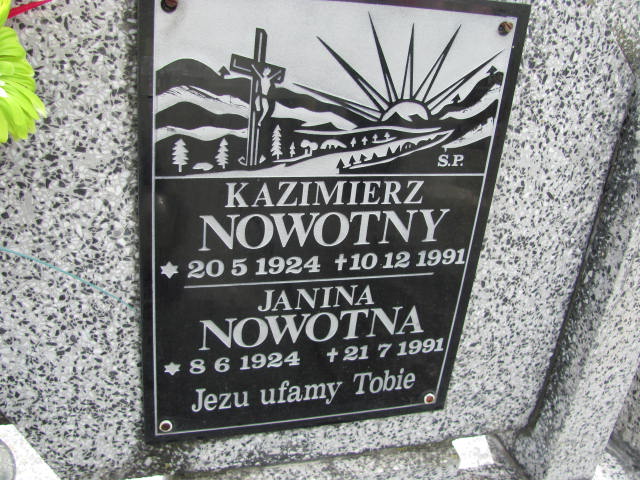 Ś.P.
KAZIMIERZ
NOWOTNY
* 20 5 1924 † 10 12 1991
JANINA
NOWOTNA
* 8 6 1924 † 21 7 1991
Jezu ufamy Tobie